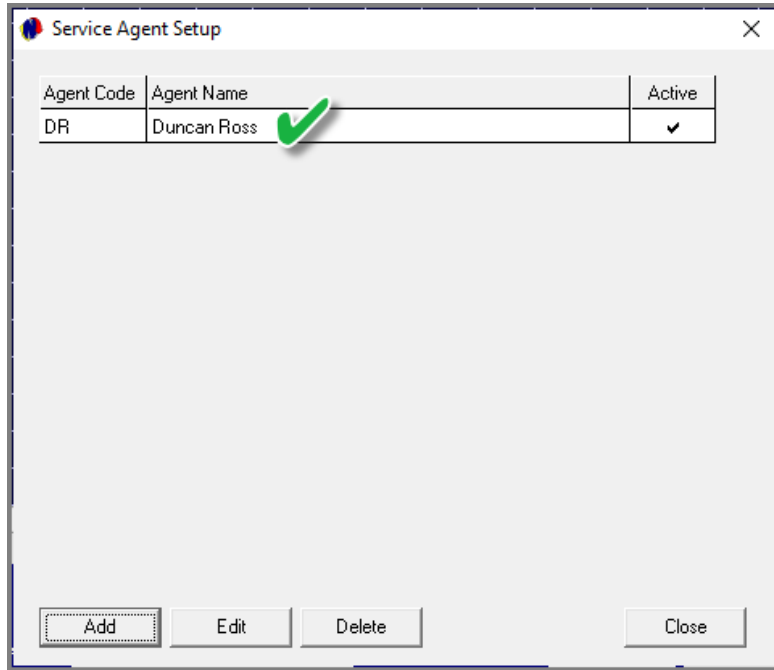 Service Agent Setup
Agent Code Agent Name Active
DR Duncan Ross
Add Edit Delete Close